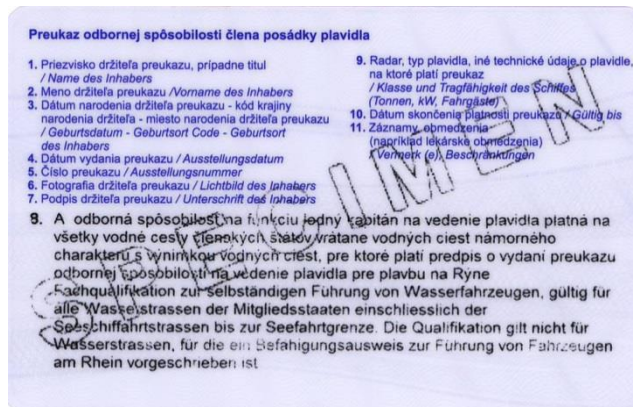 Preukaz odbornej spôsobilosti člena posádky plavidla
1. Priezvisko držiteľa preukazu, prípadne titul
/ Name des Inhabers
2. Meno držiteľa preukazu /Vorname des Inhabers
3. Dátum narodenia držiteľa preukazu - kód krajiny
narodenia držiteľa - miesto narodenia držiteľa preukazu
/ Geburtsdatum - Geburtsort Code - Geburtsort
des Inhabers
4. Dátum vydania preukazu / Ausstellungsdatum
5. Číslo preukazu / Ausstellungsnummer
6. Fotografia držiteľa preukazu / Lichtbild des Inhabers
7. Podpis držiteľa preukazu / Unterschrift des Inhabers
9. Radar, typ plavidla, iné technické údaje o plavidle,
na ktoré platí preukaz
/ Klasse und Tragfähigkeit des Schiffes
(Tonnen, kW, Fahrgäste)
10. Dátum skončenia platnosti preukazu / Gültig bis
11. Záznamy, obmedzenia
(napríklad lekárske obmedzenia)
/ Vermerk (e), Beschränkungen
8. A odborná spôsobilosť na funkciu lodný kapitán na vedenie plavidla platná na
všetky vodné cesty členských štátov vrátane vodných ciest námorného
charakteru s výnimkou vodných ciest, pre ktoré platí predpis o vydaní preukazu
odbornej spôsobilosti na vedenie plavidla pre plavbu na Rýne
Fachqualifikation zur selbständigen Führung von Wasserfahrzeugen, gültig für
alle Wasserstrassen der Mitgliedsstaaten einschliesslich der
Seeschiffahrtstrassen bis zur Seefahrtgrenze. Die Qualifikation gilt nicht für
Wasserstrassen, für die ein Befähigungsausweis zur Führung von Fahrzeugen
am Rhein vorgeschrieben ist
SPECIMEN